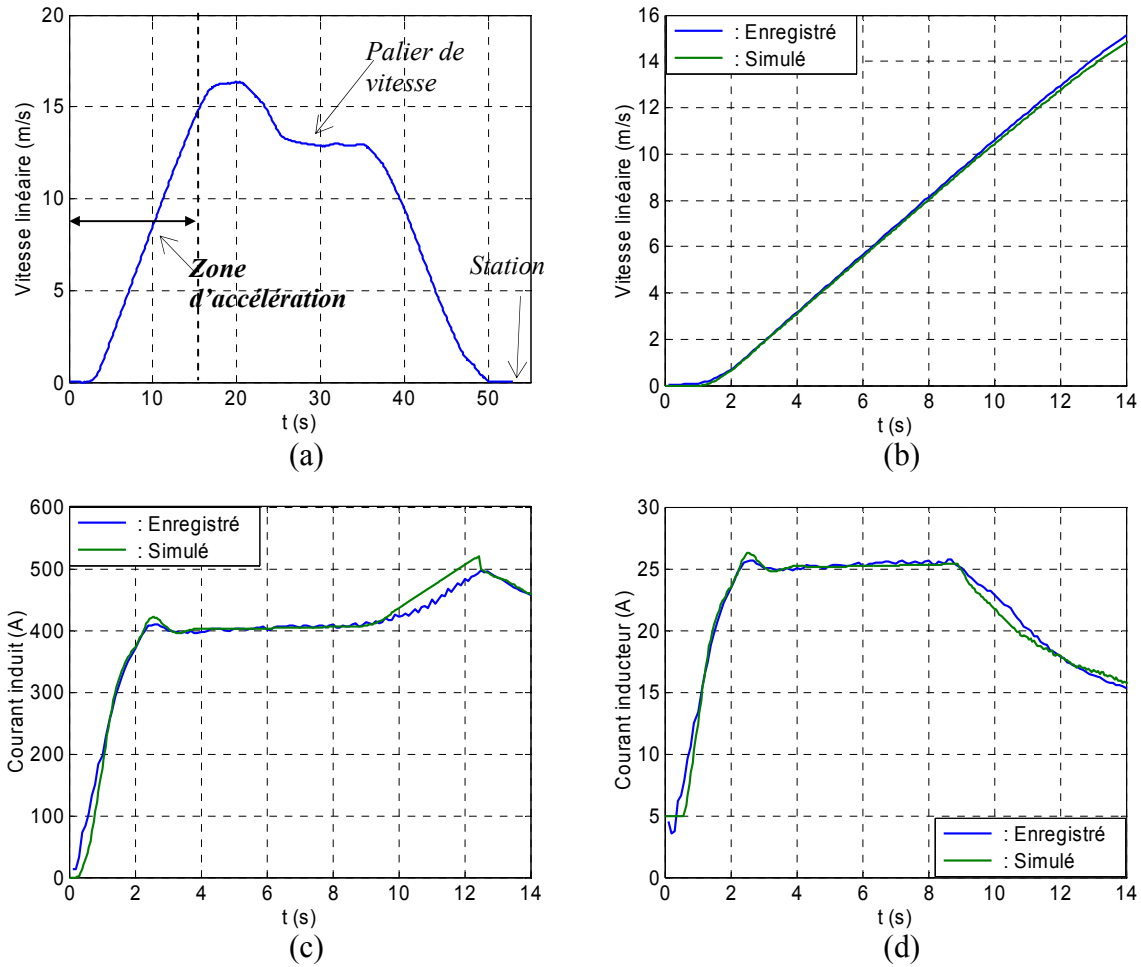 20
15
10
5
0
Vitesse linéaire (m/s)
Palier de
vitesse
Zone
d'accélération
Station
0 10 20 30 40 50
t (s)
(a)
16
14
12
10
8
6
4
2
0
Vitesse linéaire (m/s)
: Enregistré
: Simulé
0 2 4 6 8 10 12 14
t (s)
(b)
600
500
400
300
200
100
0
Courant induit (A)
: Enregistré
: Simulé
0 2 4 6 8 10 12 14
t (s)
(c)
30
25
20
15
10
5
0
Courant inducteur (A)
: Enregistré
: Simulé
0 2 4 6 8 10 12 14
t (s)
(d)